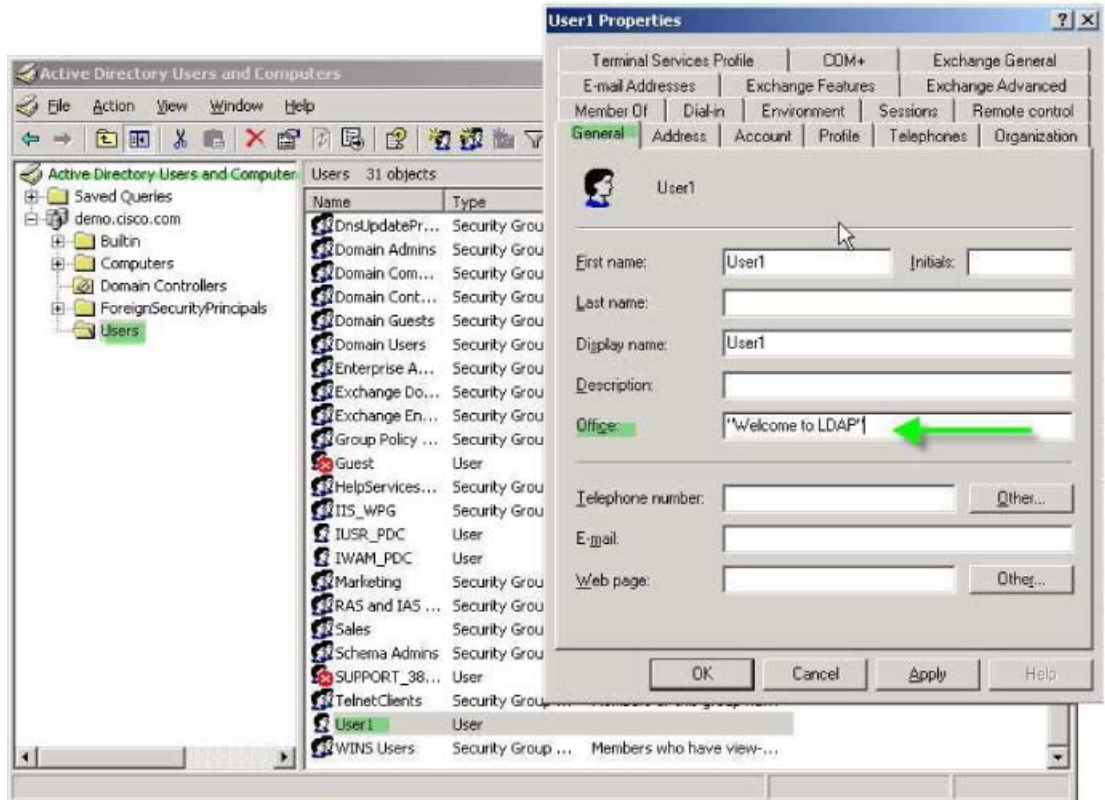 Active Directory Users and Computers
File Action View Window Help
Active Directory Users and Computer
Saved Queries
demo.cisco.com
Builtin
Computers
Domain Controllers
ForeignSecurityPrincipals
Users
Users 31 objects
Name Type
DnsUpdatePr... Security Grou
Domain Admins Security Grou
Domain Com... Security Grou
Domain Cont... Security Grou
Domain Guests Security Grou
Domain Users Security Grou
Enterprise A... Security Grou
Exchange Do... Security Grou
Exchange En... Security Grou
Group Policy ... Security Grou
Guest User
HelpServices... Security Grou
IIS_WPG Security Grou
IUSR_PDC User
IWAM_PDC User
Marketing Security Grou
RAS and IAS ... Security Grou
Sales Security Grou
Schema Admins Security Grou
SUPPORT_38... User
TelnetClients Security Group ... Members of this group ha...
User1 User
WINS Users Security Group ... Members who have view-...
User1 Properties
Terminal Services Profile COM+ Exchange General
E-mail Addresses Exchange Features Exchange Advanced
Member Of Dial-in Environment Sessions Remote control
General Address Account Profile Telephones Organization
User1
First name: User1 Initials:
Last name:
Display name: User1
Description:
Office: "Welcome to LDAP"
Telephone number: Other...
E-mail:
Web page: Other...
OK Cancel Apply Help